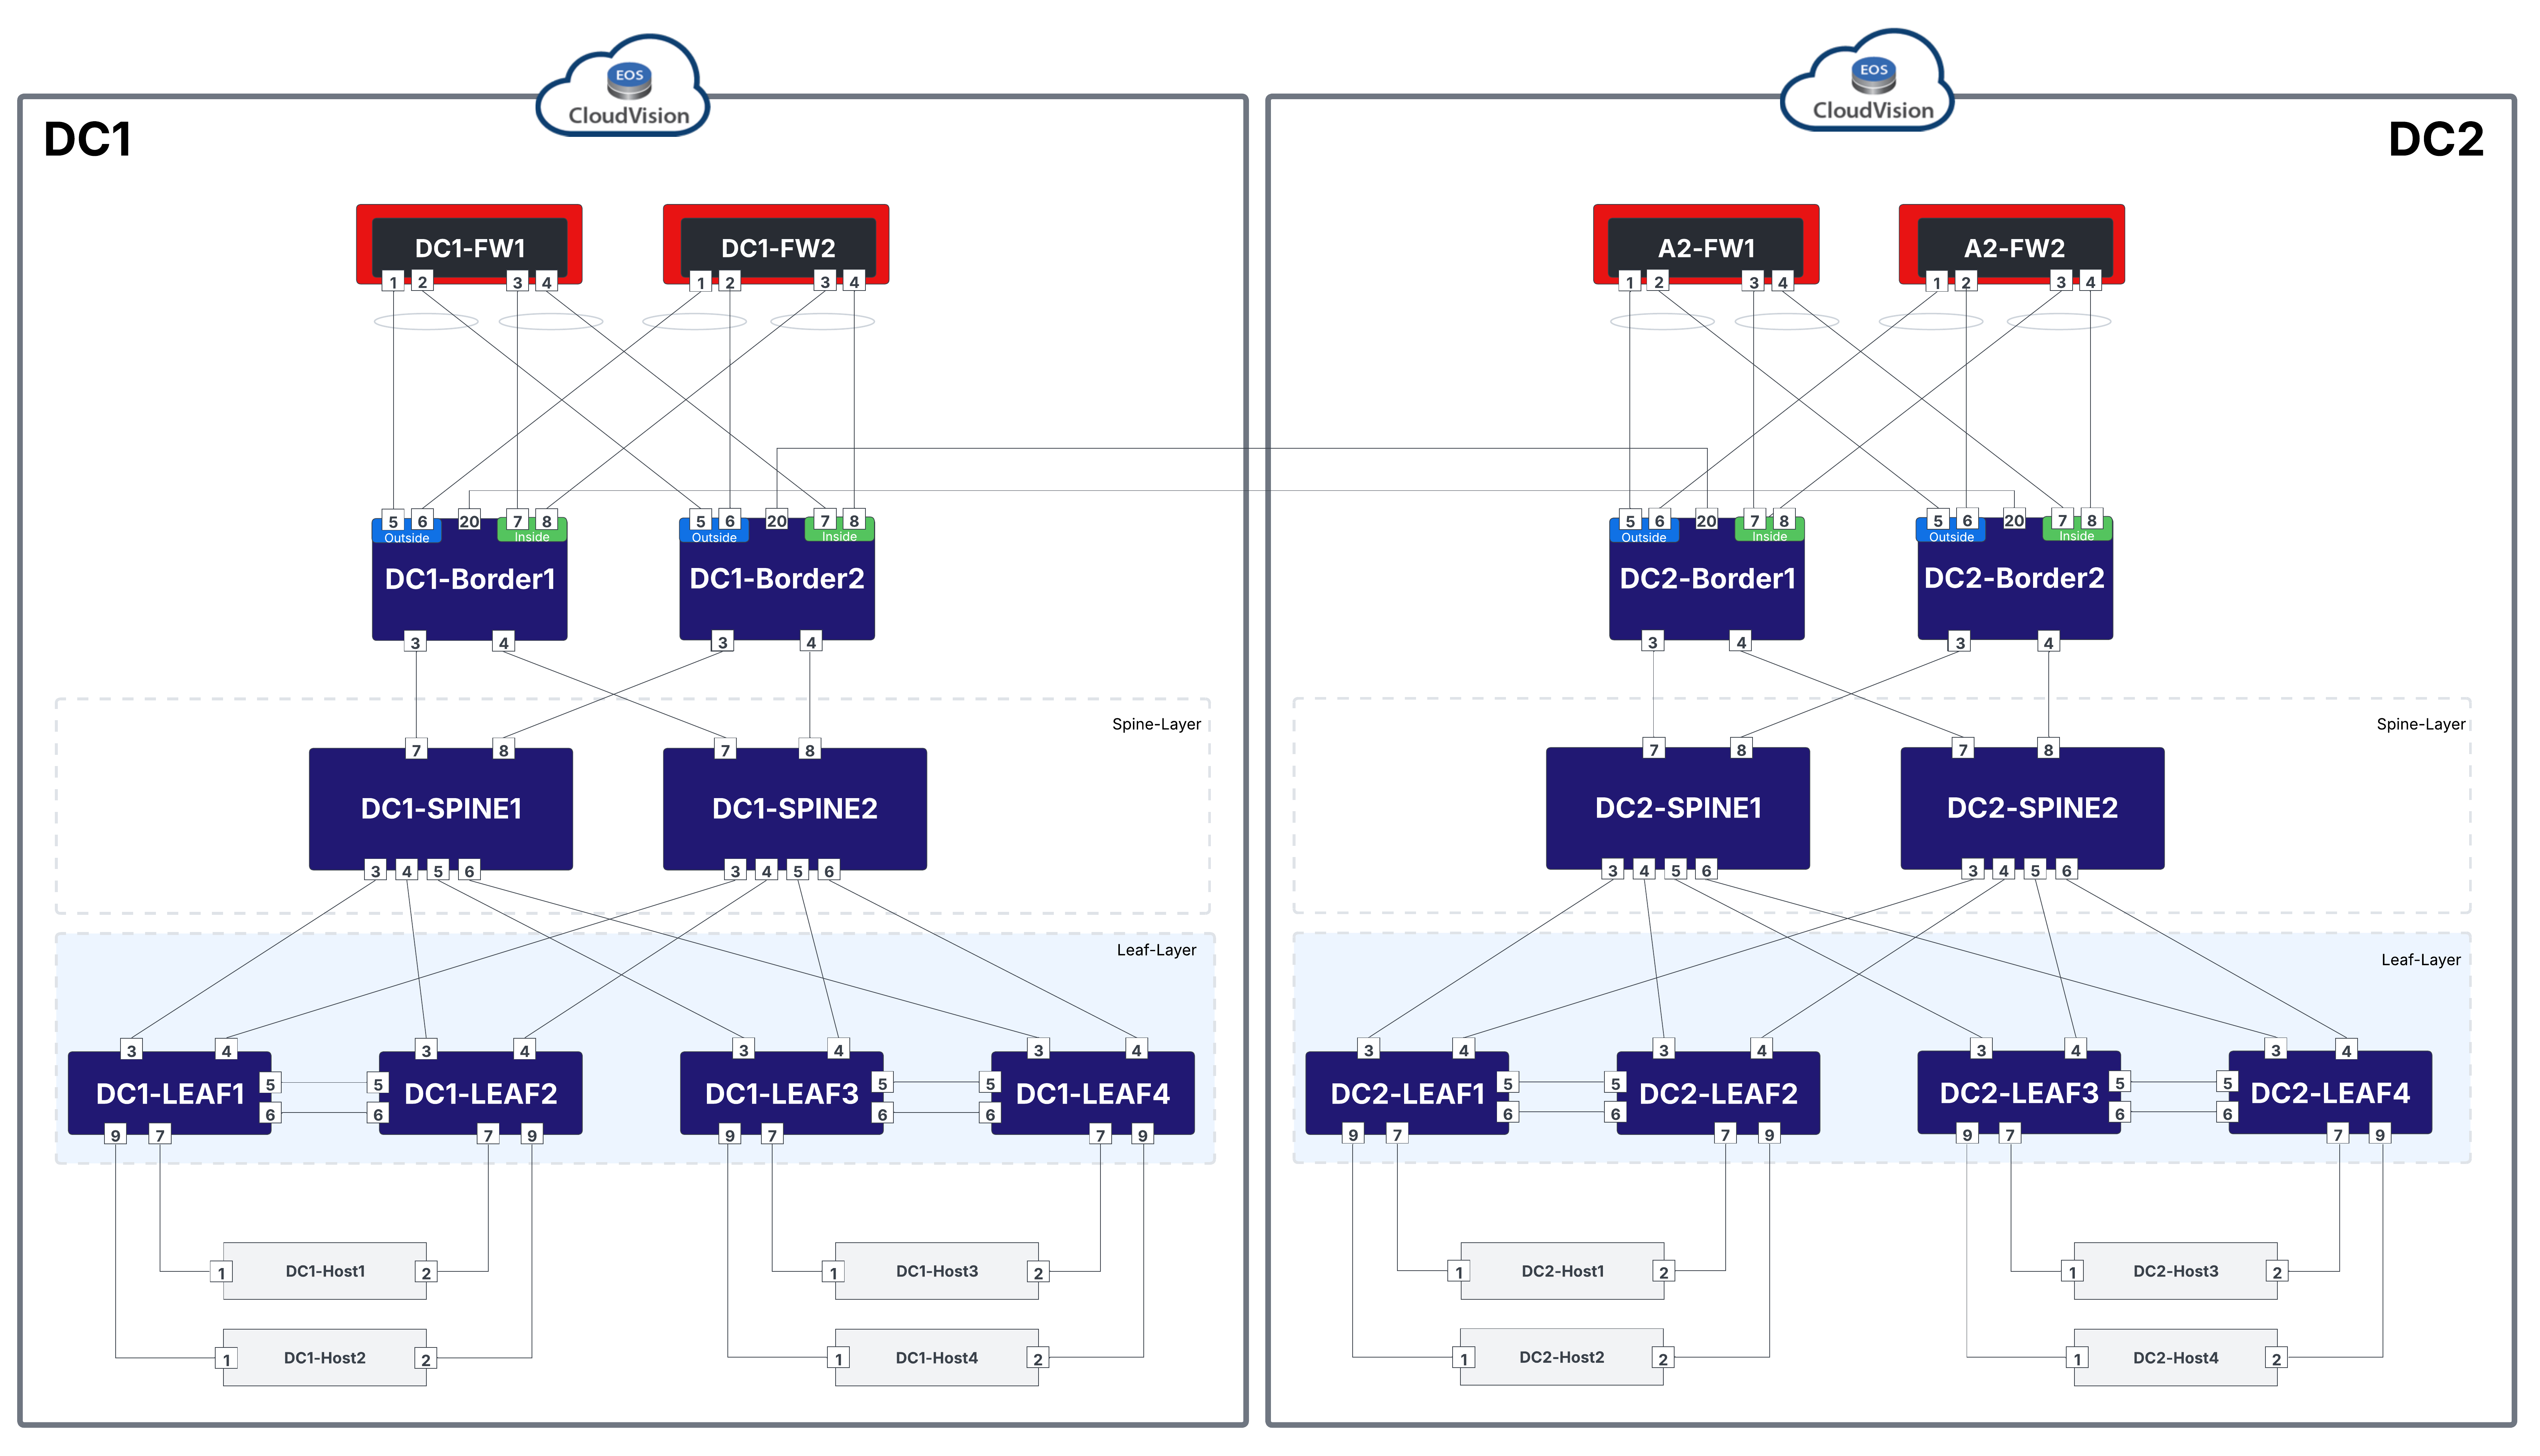 EOS
CloudVision
EOS
CloudVision
DC1
DC2
DC1-FW1
DC1-FW2
A2-FW1
A2-FW2
1 2 3 4
1 2 3 4
1 2 3 4
1 2 3 4
5 6 20 7 8
5 6 20 7 8
5 6 20 7 8
5 6 20 7 8
Outside Inside
Outside Inside
Outside Inside
Outside Inside
DC1-Border1
DC1-Border2
DC2-Border1
DC2-Border2
3 4
3 4
3 4
3 4
Spine-Layer
Spine-Layer
7 8
7 8
7 8
7 8
DC1-SPINE1
DC1-SPINE2
DC2-SPINE1
DC2-SPINE2
3 4 5 6
3 4 5 6
3 4 5 6
3 4 5 6
Leaf-Layer
Leaf-Layer
3 4
3 4
3 4
3 4
3 4
3 4
3 4
3 4
DC1-LEAF1
5 5
6 6
DC1-LEAF2
DC1-LEAF3
5 5
6 6
DC1-LEAF4
DC2-LEAF1
5 5
6 6
DC2-LEAF2
DC2-LEAF3
5 5
6 6
DC2-LEAF4
9 7
7 9
9 7
7 9
9 7
7 9
9 7
7 9
1 DC1-Host1 2
1 DC1-Host3 2
1 DC2-Host1 2
1 DC2-Host3 2
1 DC1-Host2 2
1 DC1-Host4 2
1 DC2-Host2 2
1 DC2-Host4 2